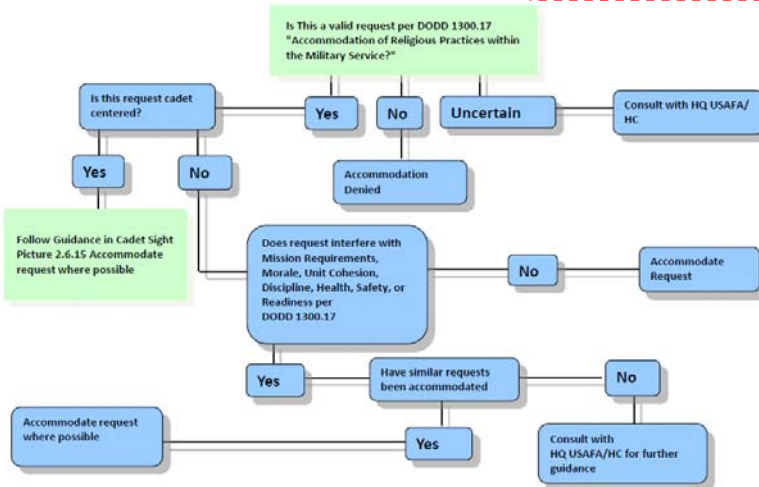 Is This a valid request per DODD 1300.17
"Accommodation of Religious Practices within
the Military Service?"
Is this request cadet
centered?
Yes
No
Uncertain
Consult with HQ USAFA/
HC
Yes
No
Accommodation
Denied
Follow Guidance in Cadet Sight
Picture 2.6.15 Accommodate
request where possible
Does request interfere with
Mission Requirements,
Morale, Unit Cohesion,
Discipline, Health, Safety, or
Readiness per
DODD 1300.17
No
Accommodate
Request
Yes
Have similar requests
been accommodated
No
Accommodate request
where possible
Yes
Consult with
HQ USAFA/HC for further
guidance